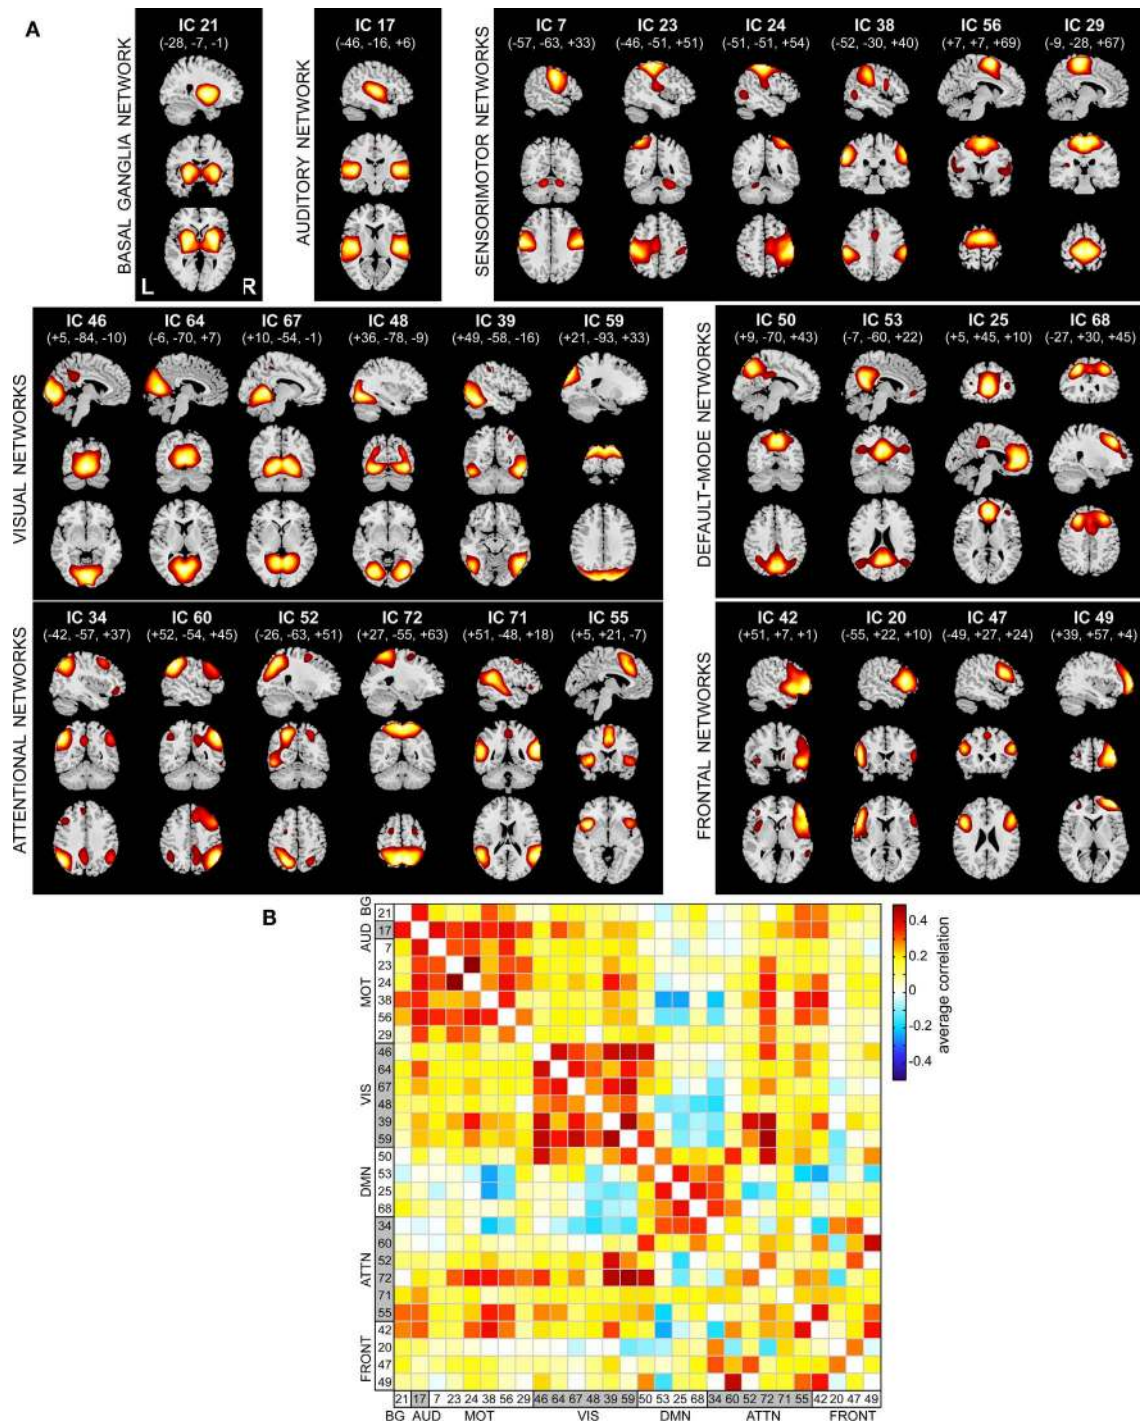 A
BASAL GANGLIA NETWORK
IC 21
(-28, -7, -1)
L R
AUDITORY NETWORK
IC 17
(-46, -16, +6)
SENSORIMOTOR NETWORKS
IC 7 IC 23 IC 24 IC 38 IC 56 IC 29
(-57, -63, +33) (-46, -51, +51) (-51, -51, +54) (-52, -30, +40) (+7, +7, +69) (-9, -28, +67)
VISUAL NETWORKS
IC 46 IC 64 IC 67 IC 48 IC 39 IC 59
(+5, -84, -10) (-6, -70, +7) (+10, -54, -1) (+36, -78, -9) (+49, -58, -16) (+21, -93, +33)
DEFAULT-MODE NETWORKS
IC 50 IC 53 IC 25 IC 68
(+9, -70, +43) (-7, -60, +22) (+5, +45, +10) (-27, +30, +45)
ATTENTIONAL NETWORKS
IC 34 IC 60 IC 52 IC 72 IC 71 IC 55
(-42, -57, +37) (+52, -54, +45) (-26, -63, +51) (+27, -55, +63) (+51, -48, +18) (+5, +21, -7)
FRONTAL NETWORKS
IC 42 IC 20 IC 47 IC 49
(+51, +7, +1) (-55, +22, +10) (-49, +27, +24) (+39, +57, +4)
B
BG
21
AUD
17
MOT
7
23
24
38
56
29
VIS
46
64
67
48
39
59
DMN
50
53
25
68
ATTN
34
60
52
72
71
55
FRONT
42
20
47
49
21 17 7 23 24 38 56 29 46 64 67 48 39 59 50 53 25 68 34 60 52 72 71 55 42 20 47 49
BG AUD MOT VIS DMN ATTN FRONT
0.4
0.2
0
-0.2
-0.4
average correlation